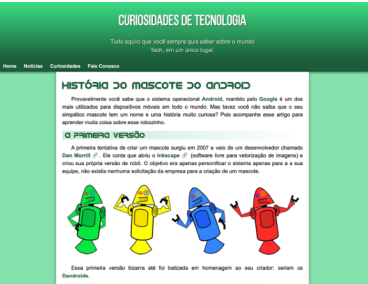 CURIOSIDADES DE TECNOLOGIA
Tudo aquilo que você sempre quis saber sobre o mundo
Tech, em um único lugar.
Home Notícias Curiosidades Fale Conosco
HISTÓRIA DO MASCOTE DO ANDROID
Provavelmente você sabe que o sistema operacional Android, mantido pelo Google é um dos
mais utilizados para dispositivos móveis em todo o mundo. Mas tavez você não saiba que o seu
simpático mascote tem um nome e uma história muito curiosa? Pois acompanhe esse artigo para
aprender muita coisa sobre esse robozinho.
A PRIMEIRA VERSÃO
A primeira tentativa de criar um mascote surgiu em 2007 e veio de um desenvolvedor chamado
Dan Morrill. Ele conta que abriu o Inkscape (software livre para vetorização de imagens) e
criou sua própria versão de robô. O objetivo era apenas personificar o sistema apenas para a a sua
equipe, não existia nenhuma solicitação da empresa para a criação de um mascote.
Essa primeira versão bizarra até foi batizada em homenagem ao seu criador: seriam os
Dandroids.